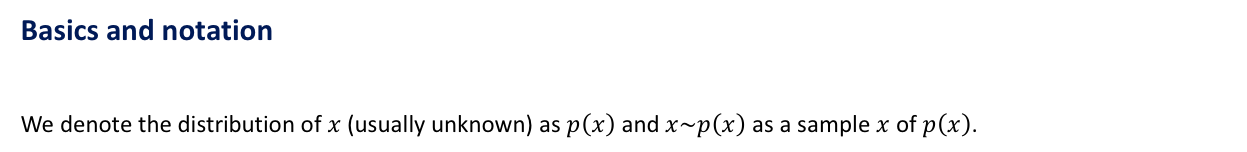 Basics and notation
We denote the distribution of 𝑥 (usually unknown) as 𝑝(𝑥) and 𝑥~𝑝(𝑥) as a sample 𝑥 of 𝑝(𝑥).